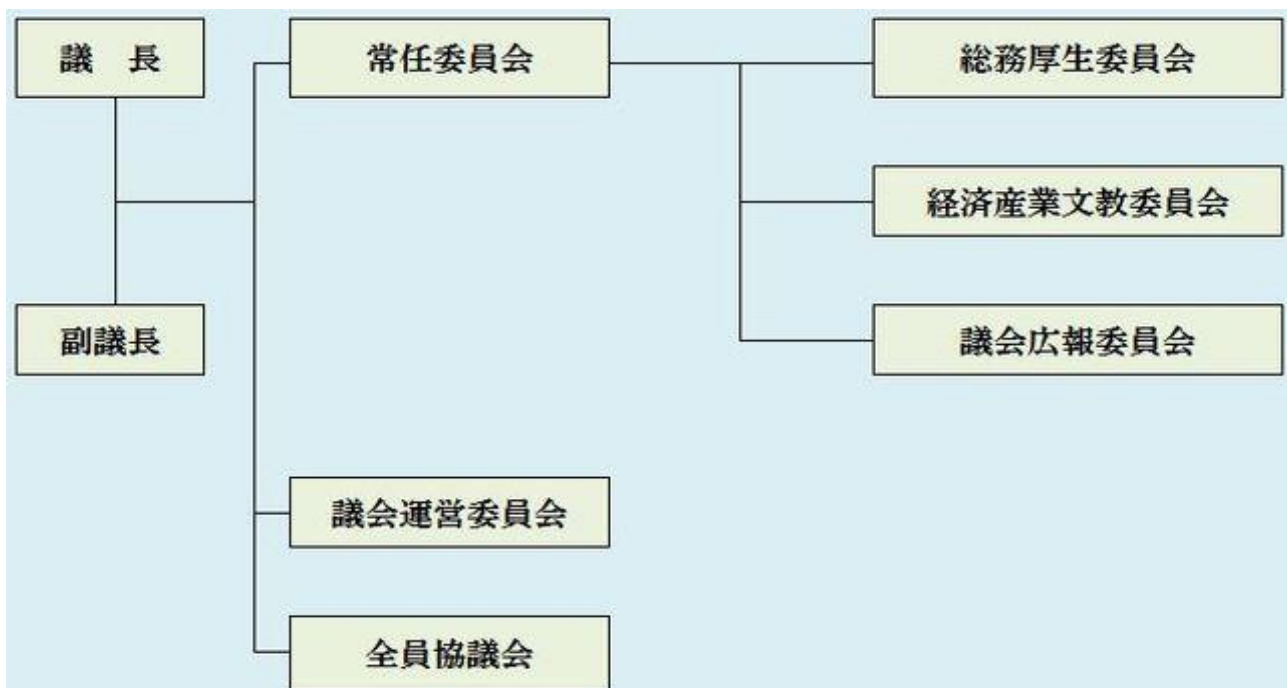 議　長
常任委員会
総務厚生委員会
経済産業文教委員会
副議長
議会広報委員会
議会運営委員会
全員協議会